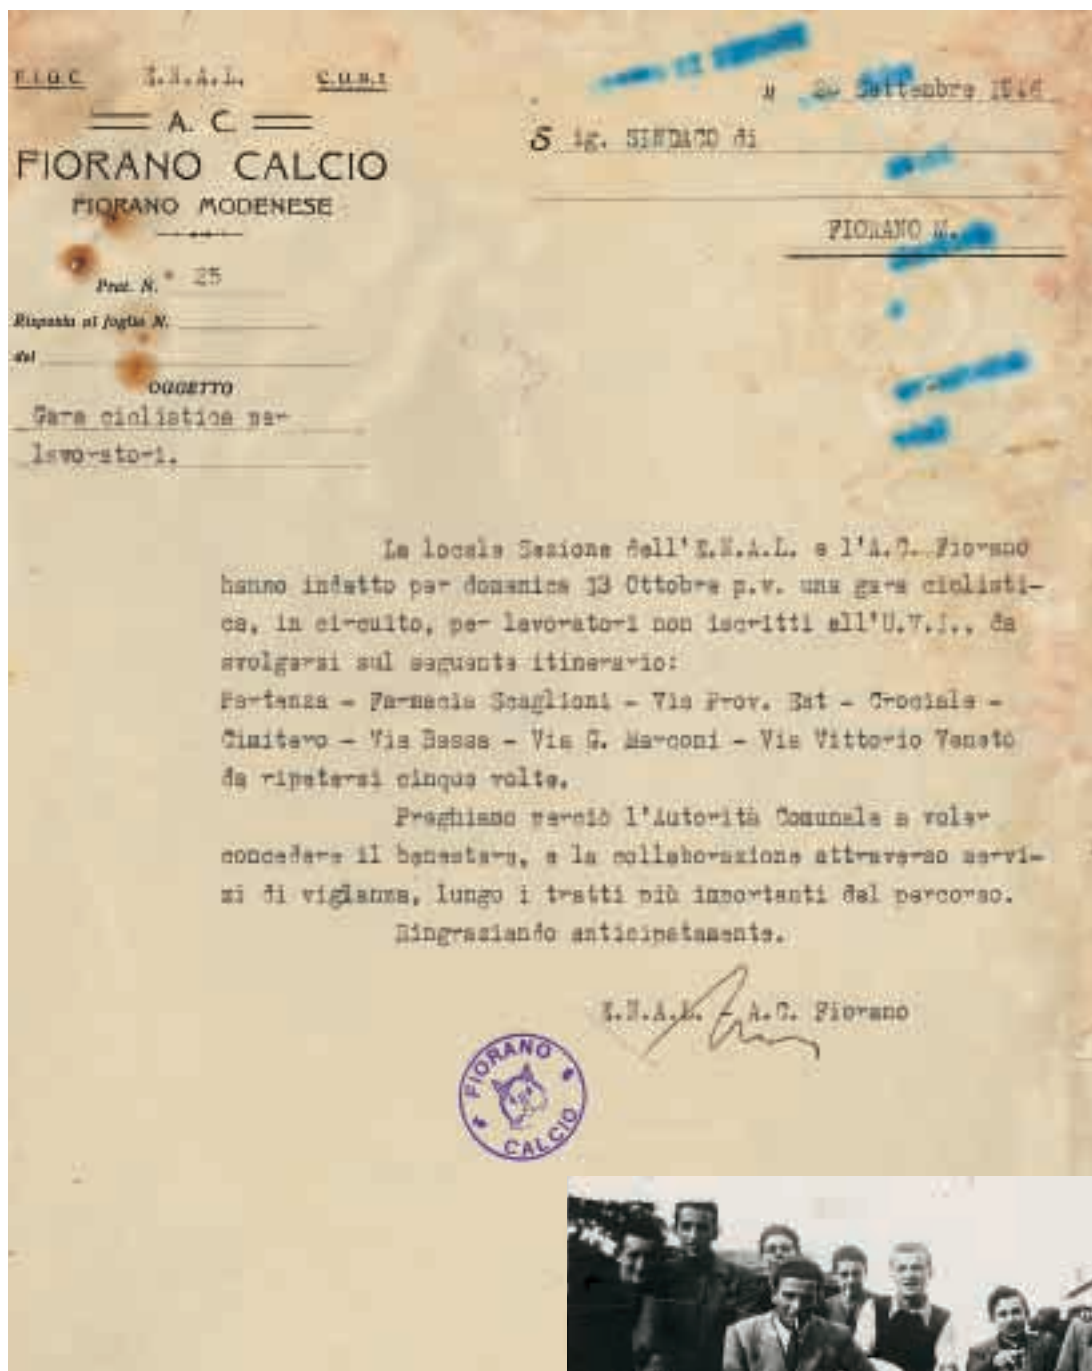 F.I.G.C. E.N.A.L.
A. C.
FIORANO CALCIO
FIORANO MODENESE
Settembre 1946
Sig. SINDACO di
FIORANO M.
Prot. N. 25
Risposta al foglio N.
del
OGGETTO
Gara ciclistica per
lavoratori.
La locale Sezione dell'E.N.A.L. e l'A.C. Fiorano
hanno indetto per domenica 13 Ottobre p.v. una gara ciclisti-
ca, in circuito, per lavoratori non iscritti all'U.V.I., da
svolgersi sul seguente itinerario:
Partenza - Farmacia Scaglioni - Via Prov. Est - Crociale -
Cimitero - Via Bassa - Via G. Marconi - Via Vittorio Veneto
da ripetersi cinque volte.
Preghiamo perciò l'Autorità Comunale a voler
concedere il benestare, e la collaborazione attraverso servi-
zi di vigilanza, lungo i tratti più importanti del percorso.
Ringraziando anticipatamente.
E.N.A.L. - A.C. Fiorano
FIORANO
CALCIO